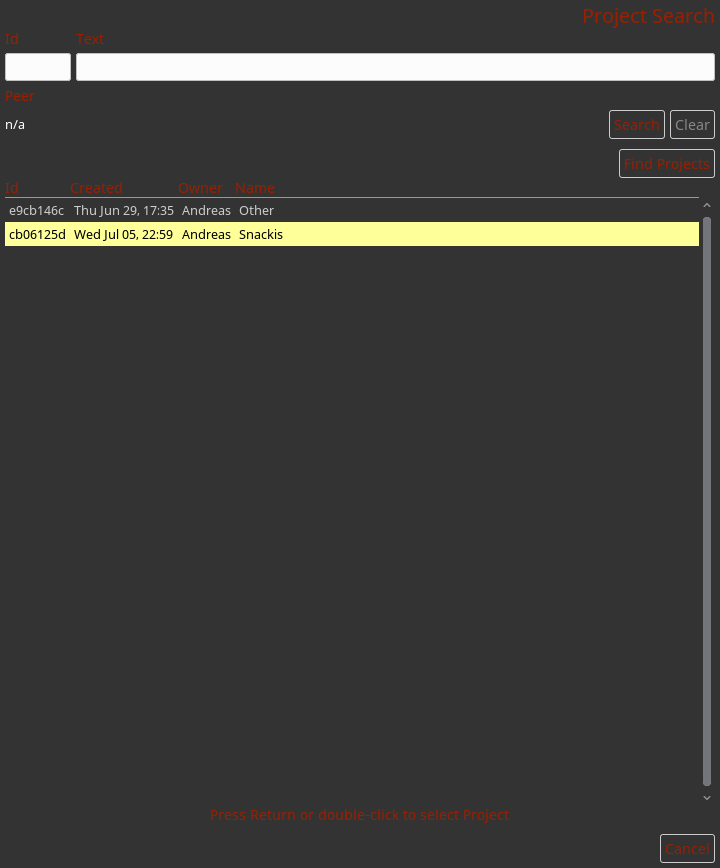 Project Search
Id Text
Peer
n/a Search Clear
Find Projects
Id Created Owner Name
e9cb146c Thu Jun 29, 17:35 Andreas Other
cb06125d Wed Jul 05, 22:59 Andreas Snackis
Press Return or double-click to select Project
Cancel